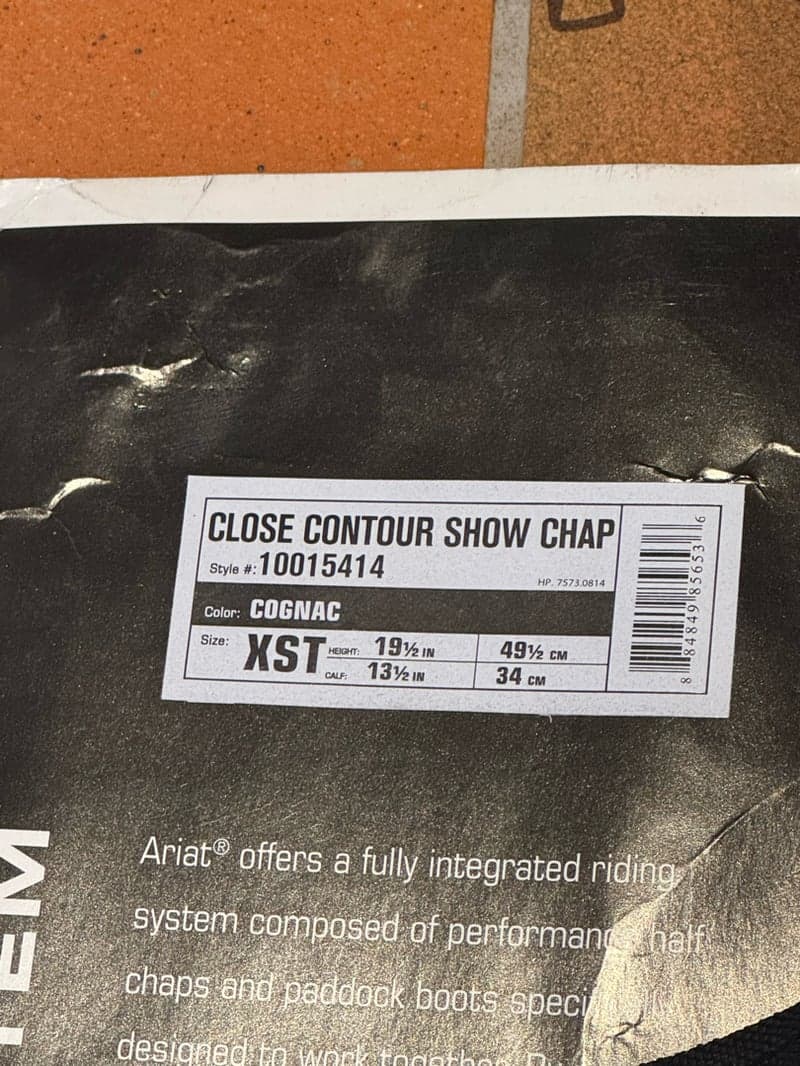 CLOSE CONTOUR SHOW CHAP
Style #: 10015414
HP. 7573.0814
Color: COGNAC
Size: XST
HEIGHT: 19½ IN 49½ CM
CALF: 13½ IN 34 CM
8 84849 85653 6
Ariat® offers a fully integrated riding
system composed of half
chaps and paddock boots
designed to work together